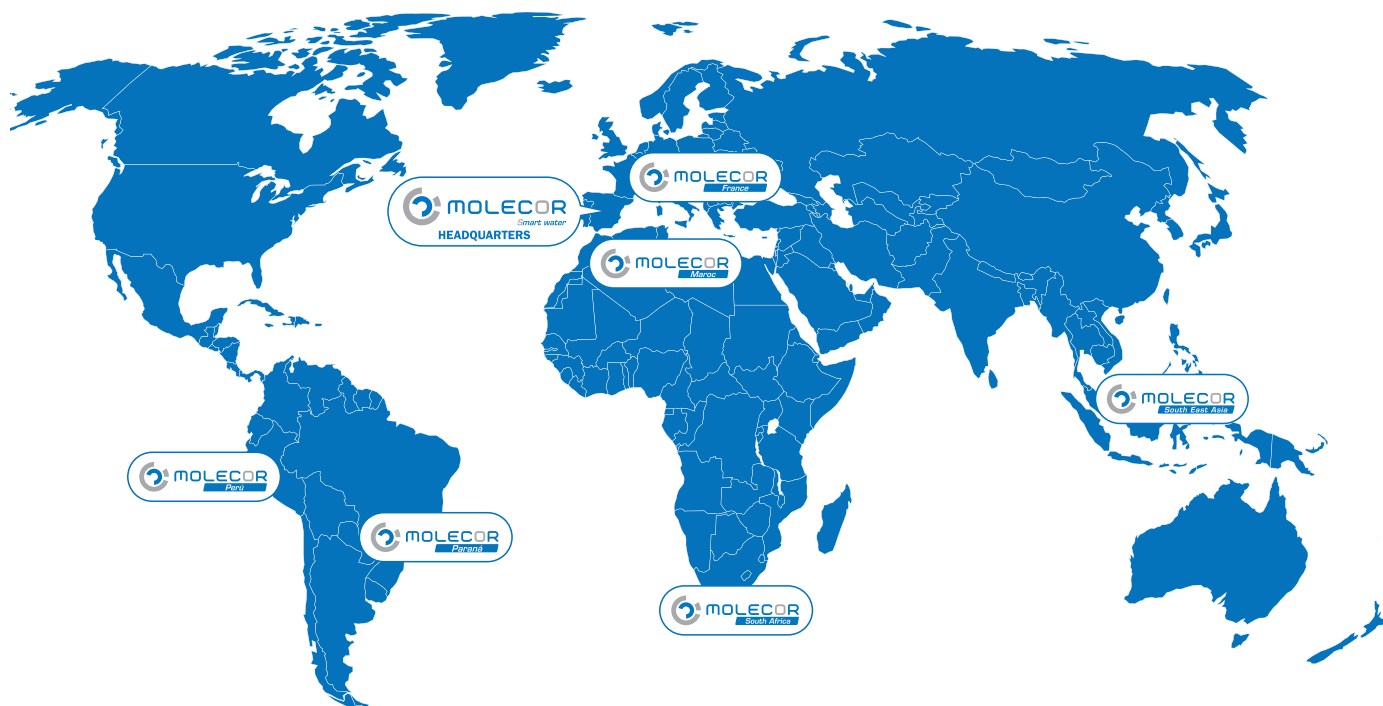 MOLECOR
France
MOLECOR
Smart water
HEADQUARTERS
MOLECOR
Maroc
MOLECOR
South East Asia
MOLECOR
Perú
MOLECOR
Paraná
MOLECOR
South Africa